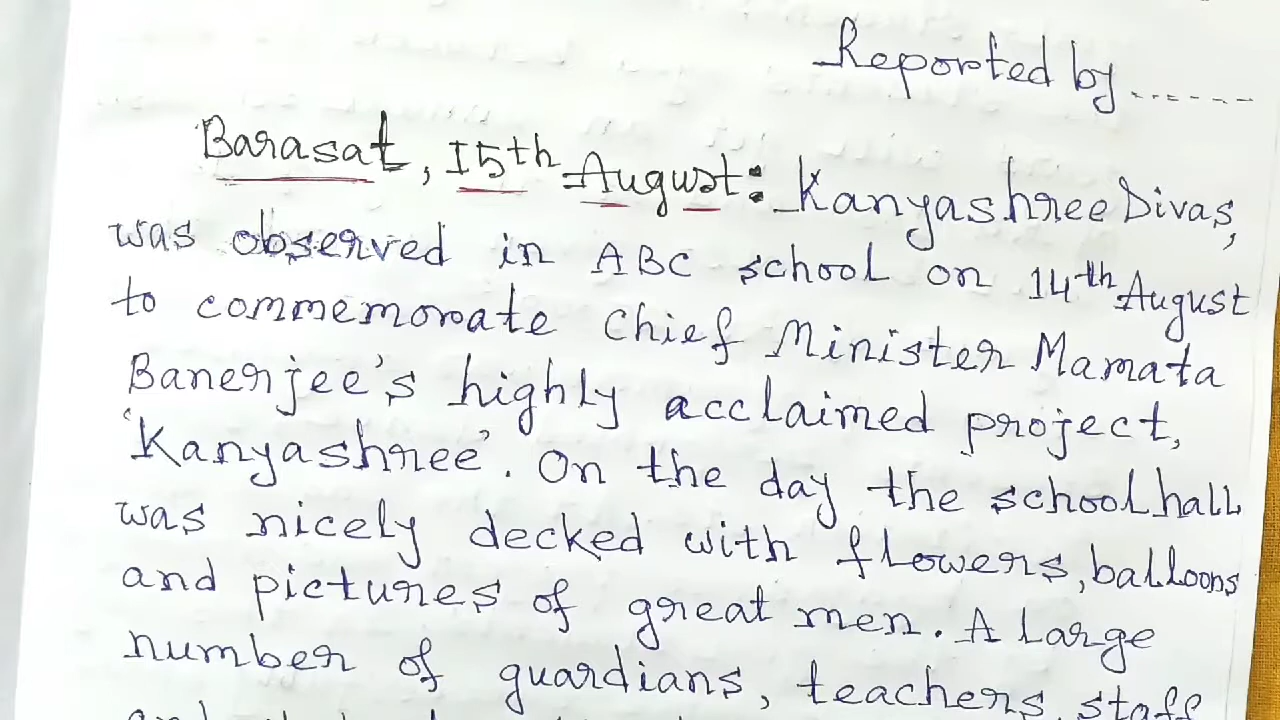 Reported by ......
Barasat, 15th August: Kanyashree Divas,
was observed in ABC school on 14th August
to commemorate Chief Minister Mamata
Banerjee's highly acclaimed project,
'Kanyashree'. On the day the school hall
was nicely decked with flowers, balloons
and pictures of great men. A large
number of guardians, teachers, staff
and